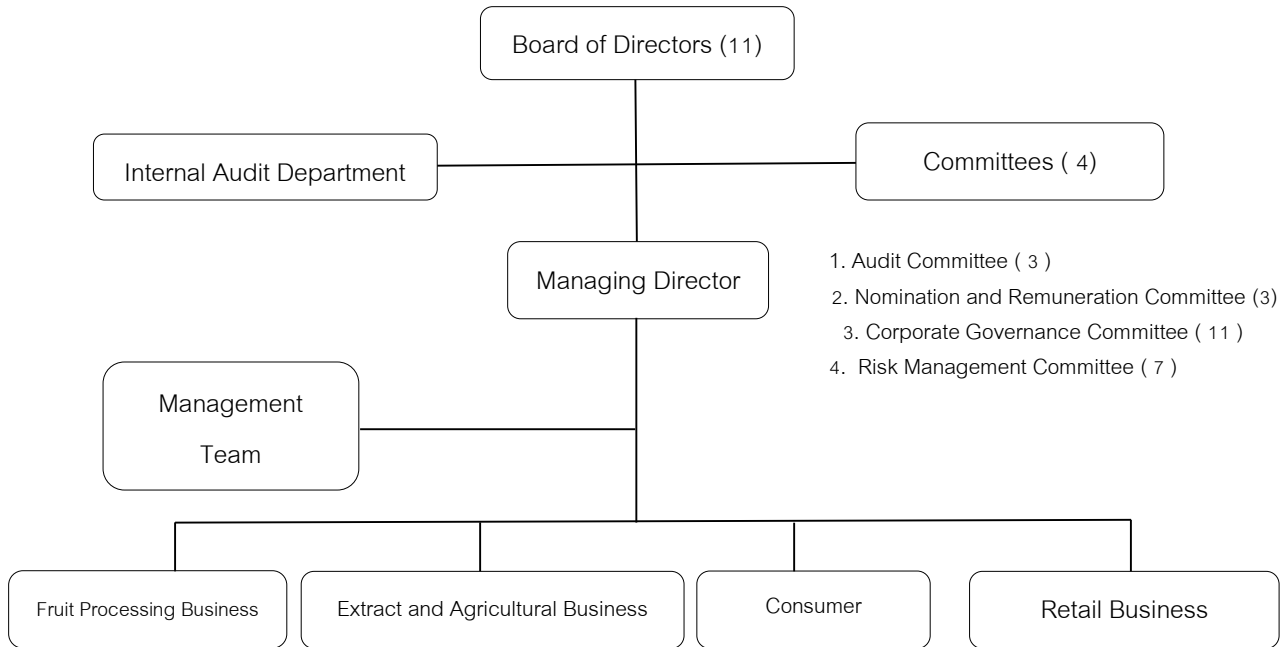 Board of Directors (11)
Internal Audit Department
Committees ( 4)
Managing Director
1. Audit Committee ( 3 )
2. Nomination and Remuneration Committee (3)
3. Corporate Governance Committee ( 11 )
4. Risk Management Committee ( 7 )
Management
Team
Fruit Processing Business
Extract and Agricultural Business
Consumer
Retail Business